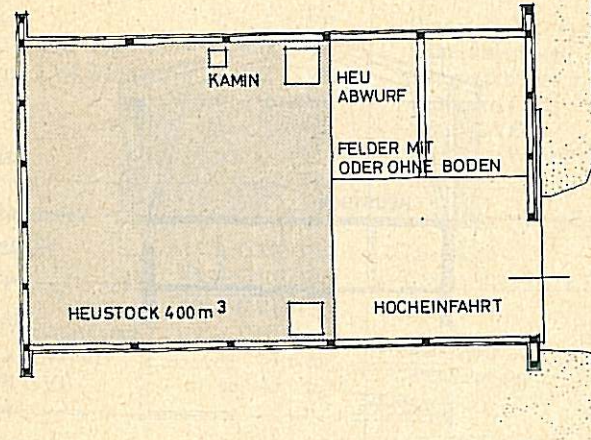 KAMIN
HEU
ABWURF
FELDER MIT
ODER OHNE BODEN
HEUSTOCK 400 m³
HOCHEINFAHRT